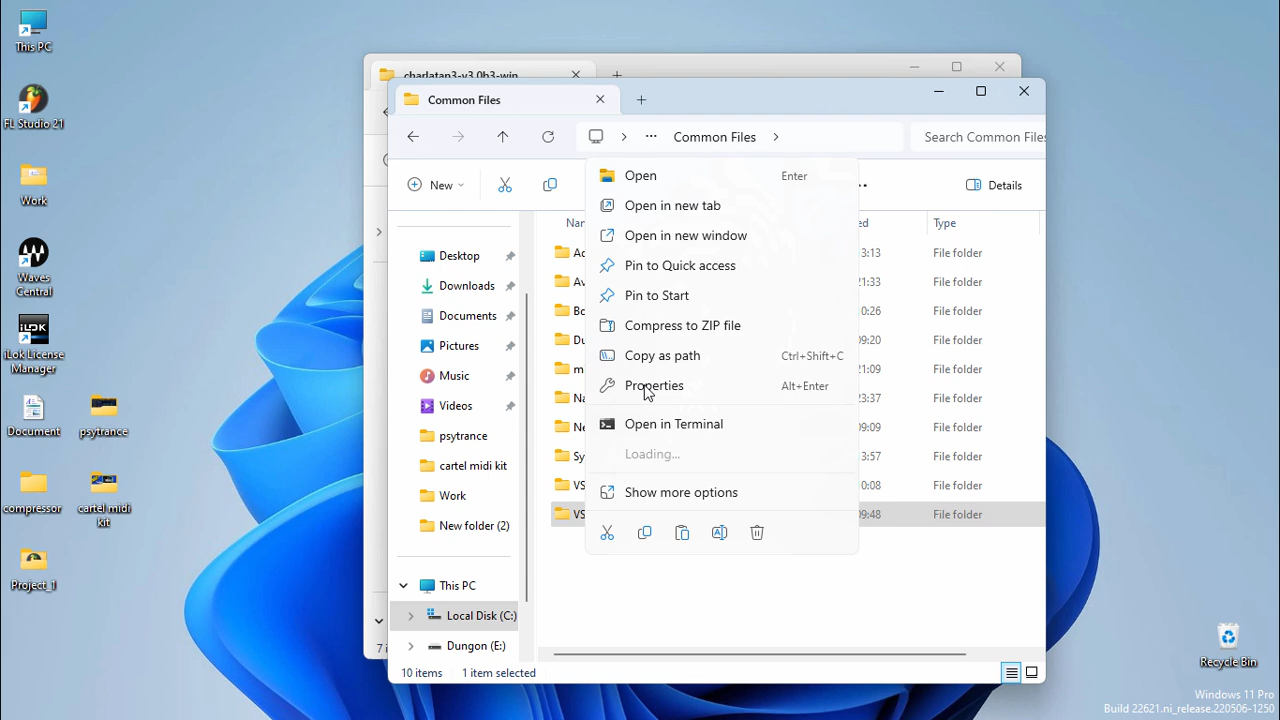 This PC
FL Studio 21
Work
Waves
Central
iLOK
iLok License
Manager
Document
psytrance
compressor
cartel midi
kit
Project_1
charlatan3-v3.0b3-win
Common Files
Common Files
Search Common Files
New
Details
Type
Desktop
Downloads
Documents
Pictures
Music
Videos
psytrance
cartel midi kit
Work
New folder (2)
This PC
Local Disk (C:)
Dungon (E:)
Open Enter
Open in new tab
Open in new window
Pin to Quick access
Pin to Start
Compress to ZIP file
Copy as path Ctrl+Shift+C
Properties Alt+Enter
Open in Terminal
Loading...
Show more options
File folder
File folder
File folder
File folder
File folder
File folder
File folder
File folder
File folder
File folder
10 items 1 item selected
Recycle Bin
Windows 11 Pro
Build 22621.ni_release.220506-1250